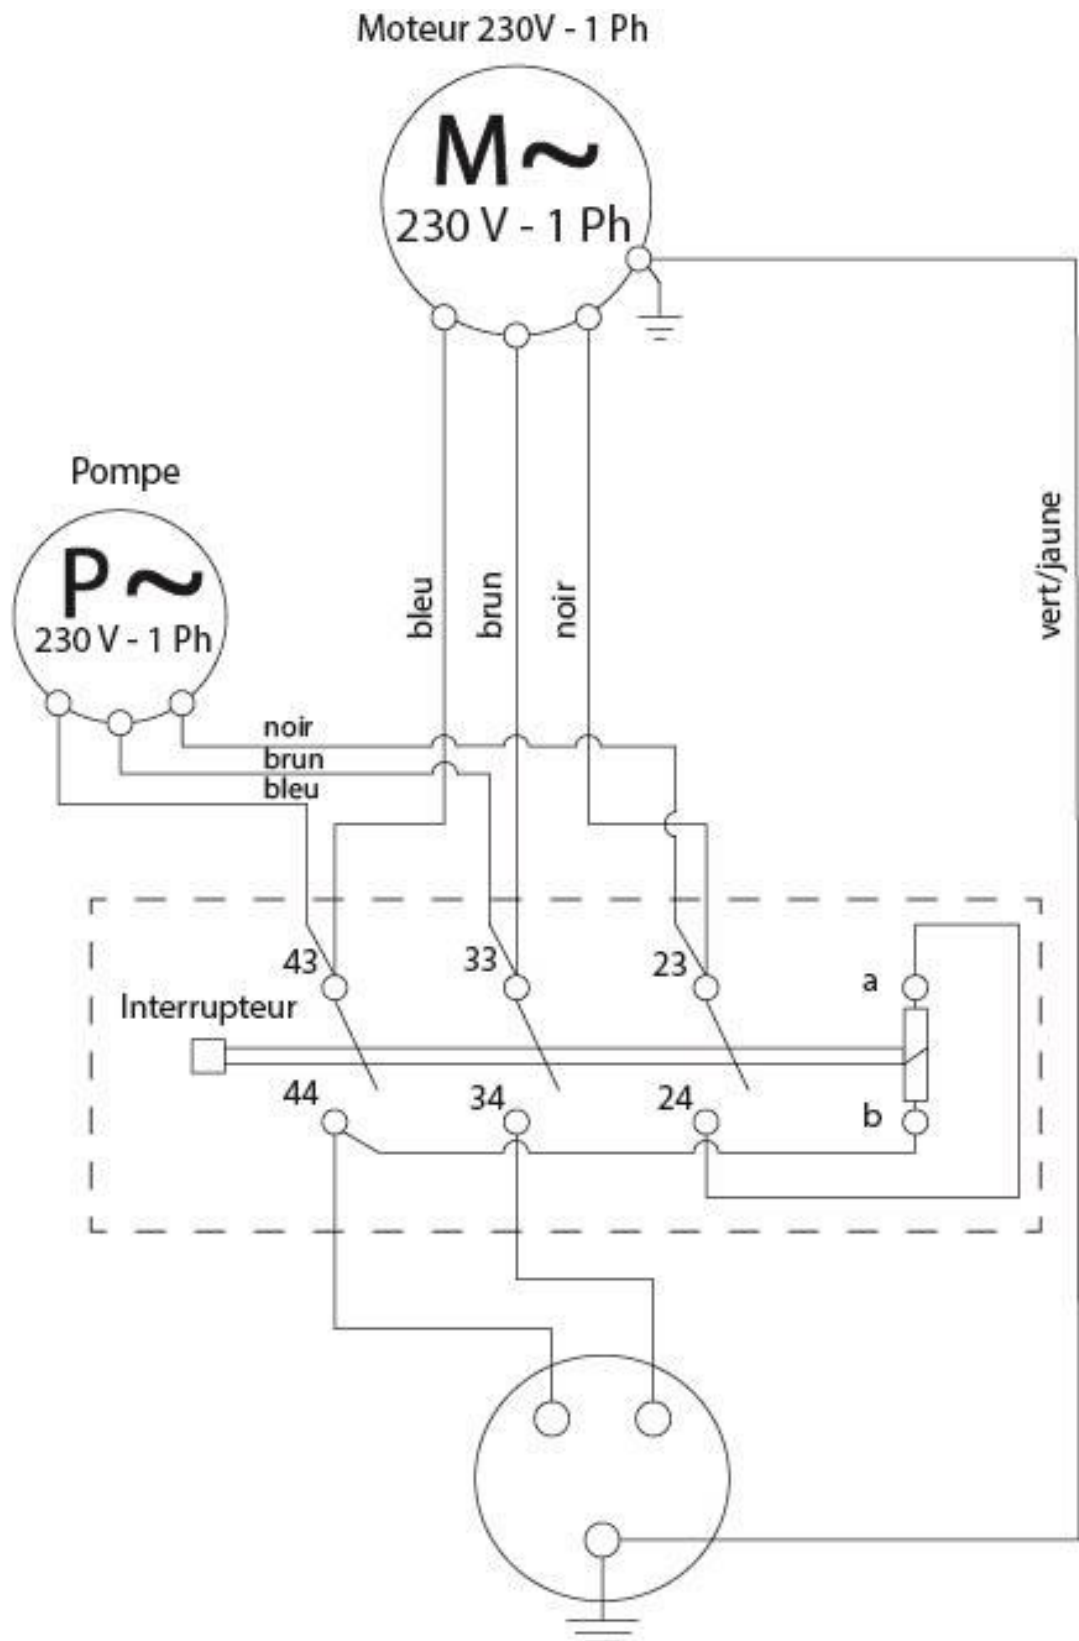 Moteur 230V - 1 Ph
M~
230 V - 1 Ph
Pompe
P~
230 V - 1 Ph
bleu
brun
noir
vert/jaune
noir
brun
bleu
43
33
23
a
Interrupteur
44
34
24
b